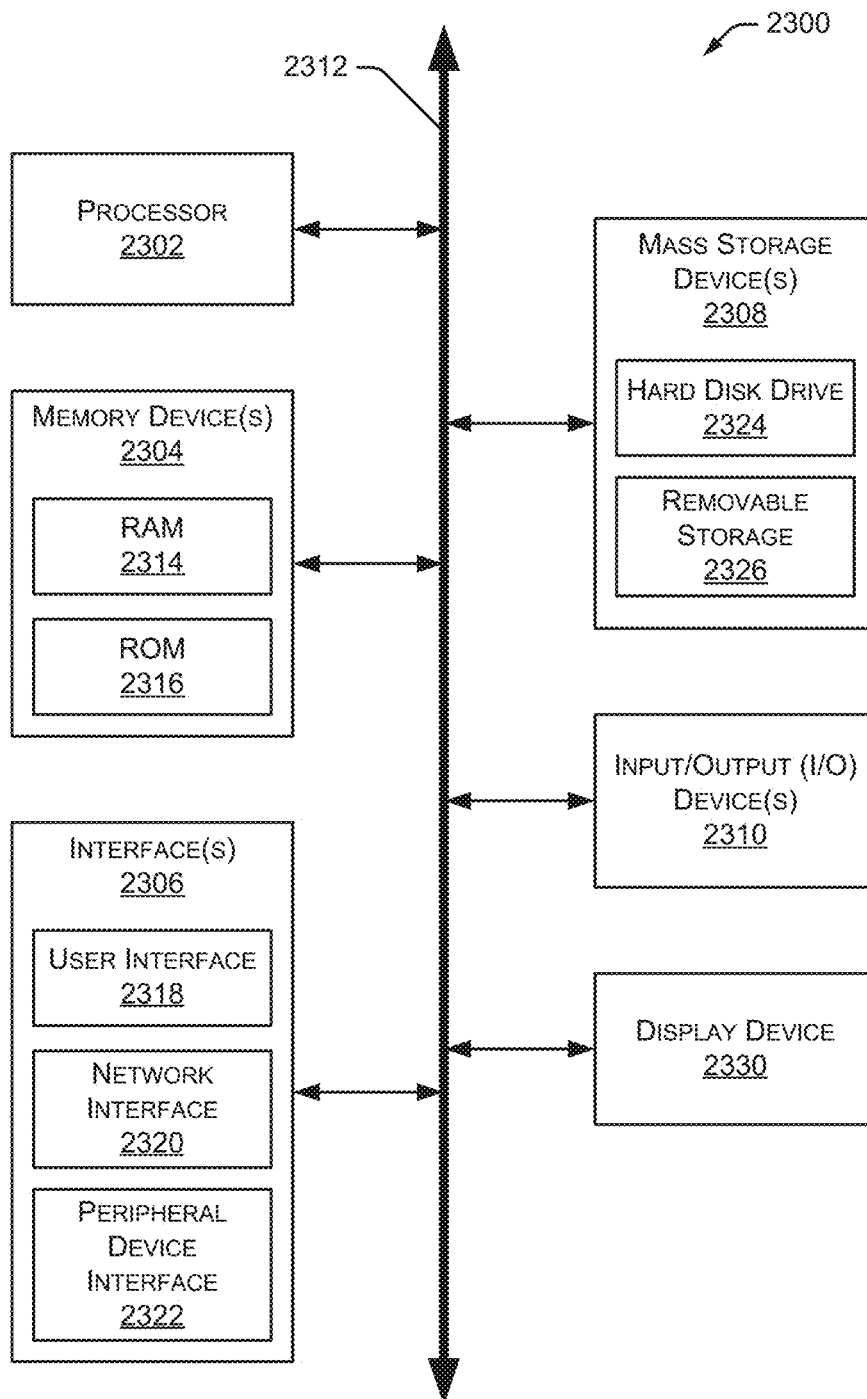 2300
2312
PROCESSOR
2302
MEMORY DEVICE(S)
2304
RAM
2314
ROM
2316
INTERFACE(S)
2306
USER INTERFACE
2318
NETWORK
INTERFACE
2320
PERIPHERAL
DEVICE
INTERFACE
2322
MASS STORAGE
DEVICE(S)
2308
HARD DISK DRIVE
2324
REMOVABLE
STORAGE
2326
INPUT/OUTPUT (I/O)
DEVICE(S)
2310
DISPLAY DEVICE
2330